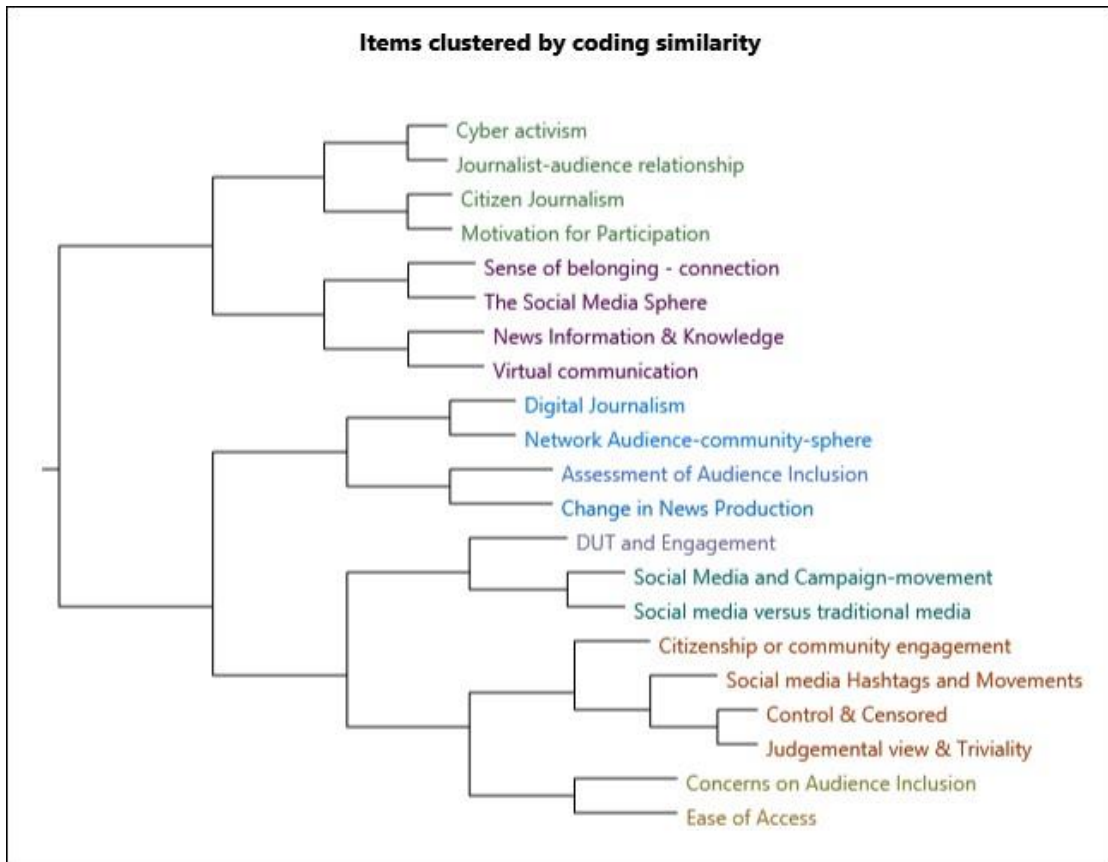 Items clustered by coding similarity
Cyber activism
Journalist-audience relationship
Citizen Journalism
Motivation for Participation
Sense of belonging - connection
The Social Media Sphere
News Information & Knowledge
Virtual communication
Digital Journalism
Network Audience-community-sphere
Assessment of Audience Inclusion
Change in News Production
DUT and Engagement
Social Media and Campaign-movement
Social media versus traditional media
Citizenship or community engagement
Social media Hashtags and Movements
Control & Censored
Judgemental view & Triviality
Concerns on Audience Inclusion
Ease of Access